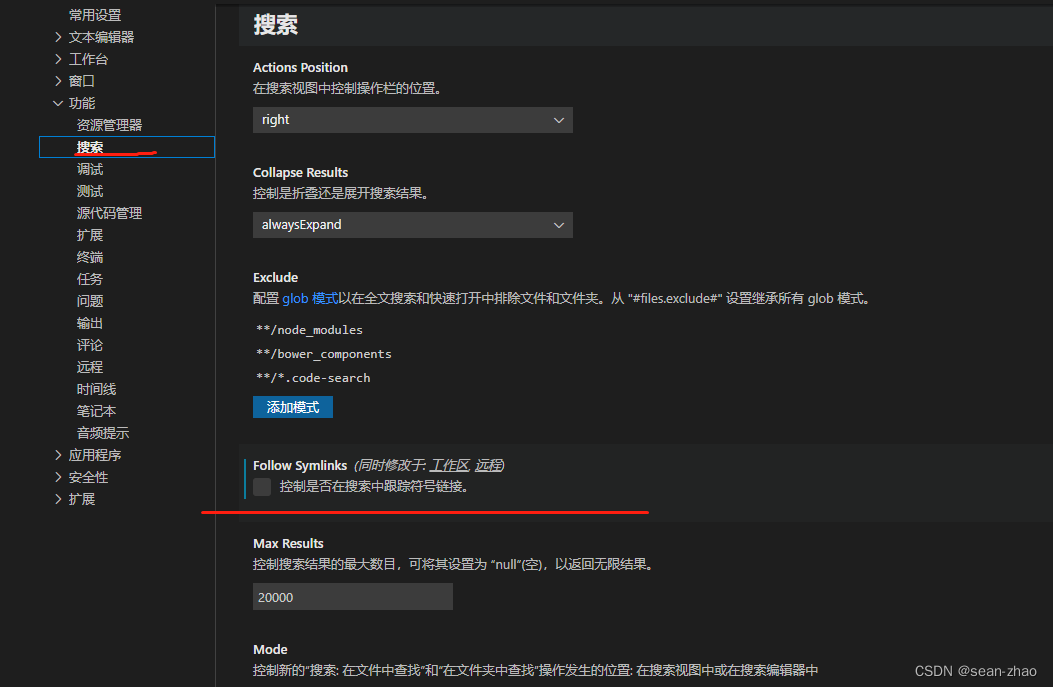 常用设置
文本编辑器
工作台
窗口
功能
资源管理器
搜索
调试
测试
源代码管理
扩展
终端
任务
问题
输出
评论
远程
时间线
笔记本
音频提示
应用程序
安全性
扩展
搜索
Actions Position
在搜索视图中控制操作栏的位置。
right
Collapse Results
控制是折叠还是展开搜索结果。
alwaysExpand
Exclude
配置 glob 模式以在全文搜索和快速打开中排除文件和文件夹。从 "#files.exclude#" 设置继承所有 glob 模式。
**/node_modules
**/bower_components
**/*.code-search
添加模式
Follow Symlinks (同时修改于: 工作区, 远程)
控制是否在搜索中跟踪符号链接。
Max Results
控制搜索结果的最大数目，可将其设置为 “null”(空)，以返回无限结果。
20000
Mode
控制新的“搜索: 在文件中查找”和“在文件夹中查找”操作发生的位置: 在搜索视图中或在搜索编辑器中
CSDN @sean-zhao